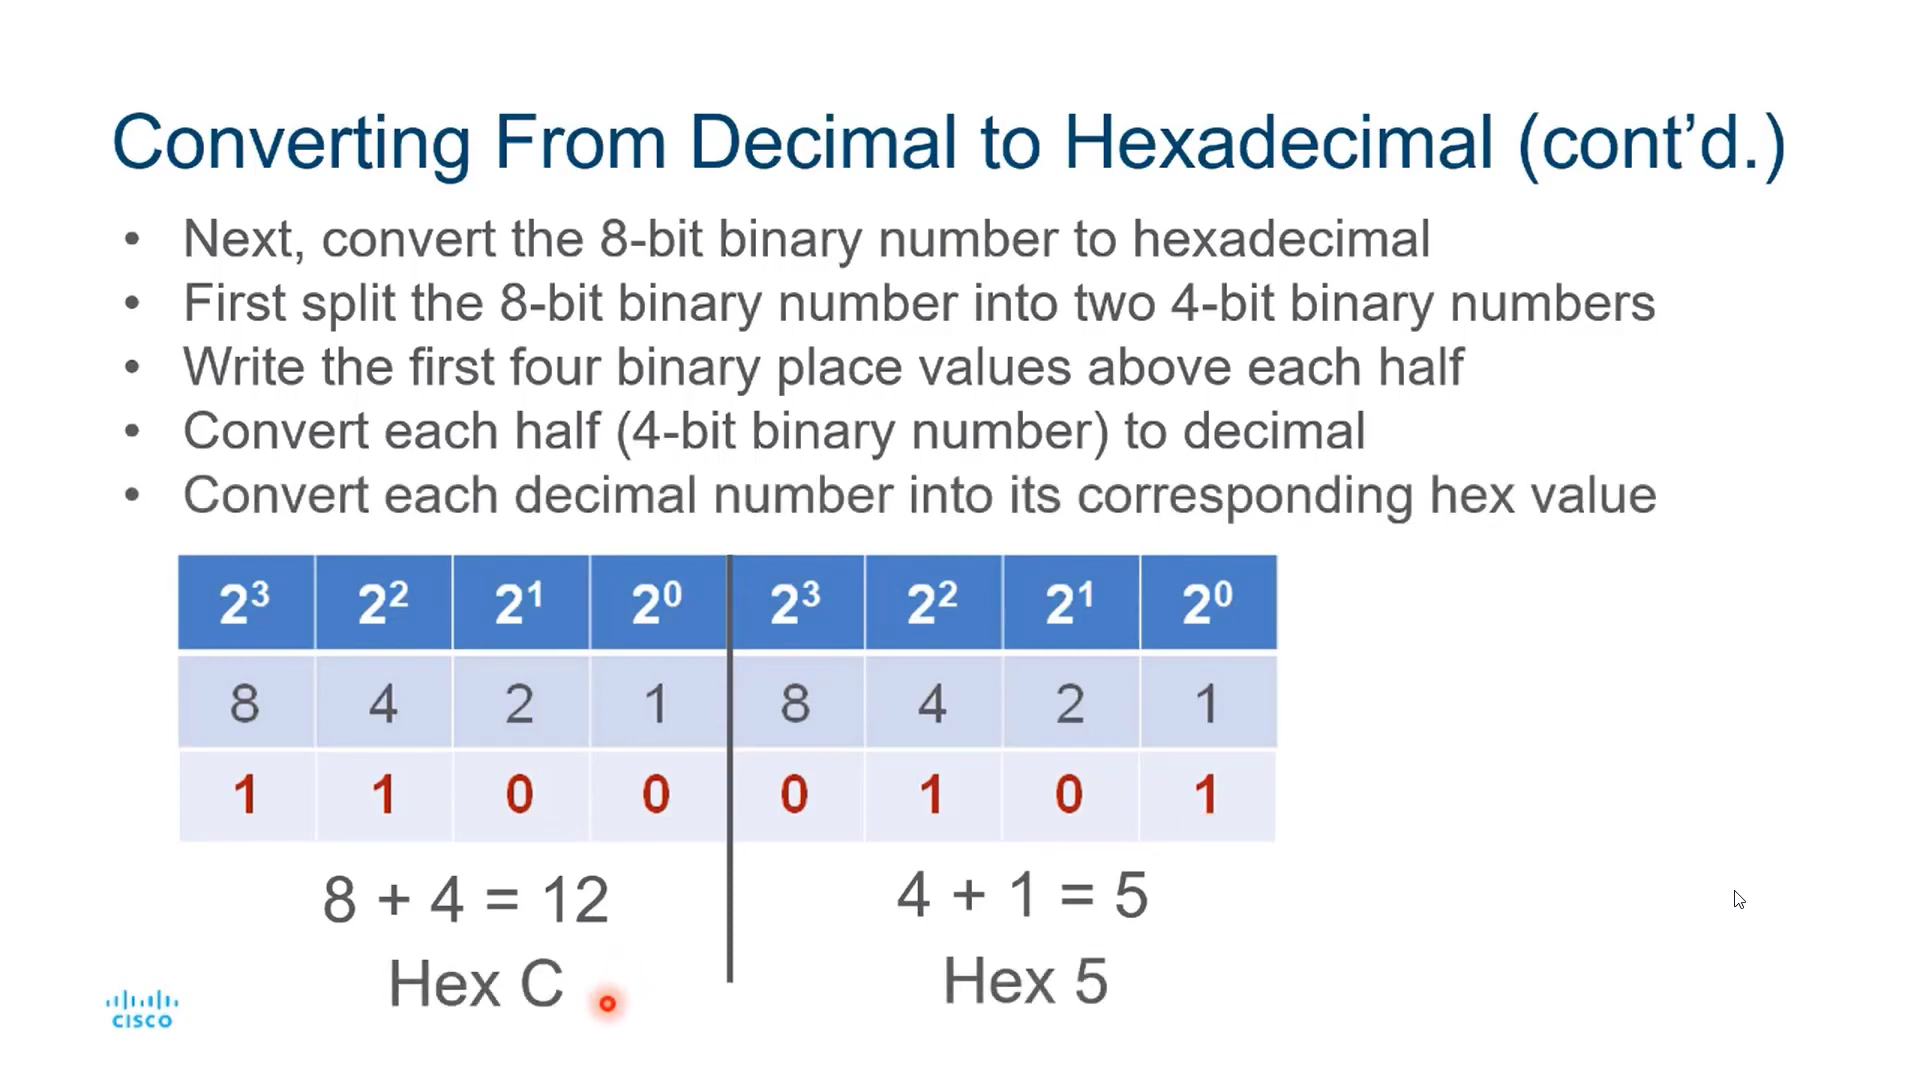 Converting From Decimal to Hexadecimal (cont’d.)
• Next, convert the 8-bit binary number to hexadecimal
• First split the 8-bit binary number into two 4-bit binary numbers
• Write the first four binary place values above each half
• Convert each half (4-bit binary number) to decimal
• Convert each decimal number into its corresponding hex value
2³ 2² 2¹ 2⁰ 2³ 2² 2¹ 2⁰
8 4 2 1 8 4 2 1
1 1 0 0 0 1 0 1
8 + 4 = 12 4 + 1 = 5
Hex C Hex 5
CISCO